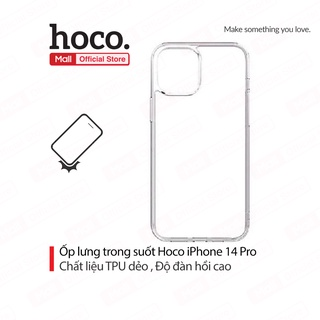 hoco.
Make something you love.
Mall Official Store
Ốp lưng trong suốt Hoco iPhone 14 Pro
Chất liệu TPU dẻo , Độ đàn hồi cao